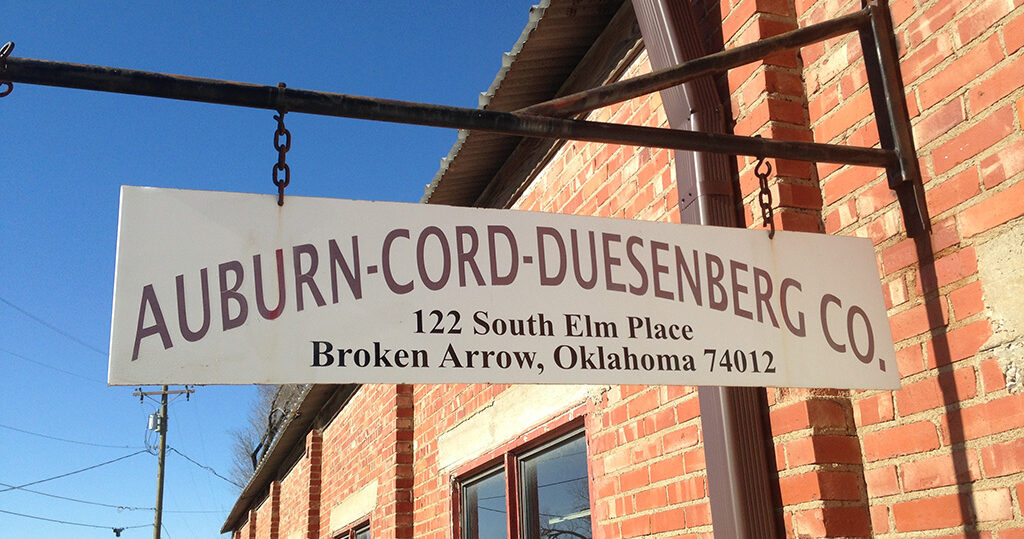 AUBURN-CORD-DUESENBERG CO.
122 South Elm Place
Broken Arrow, Oklahoma 74012